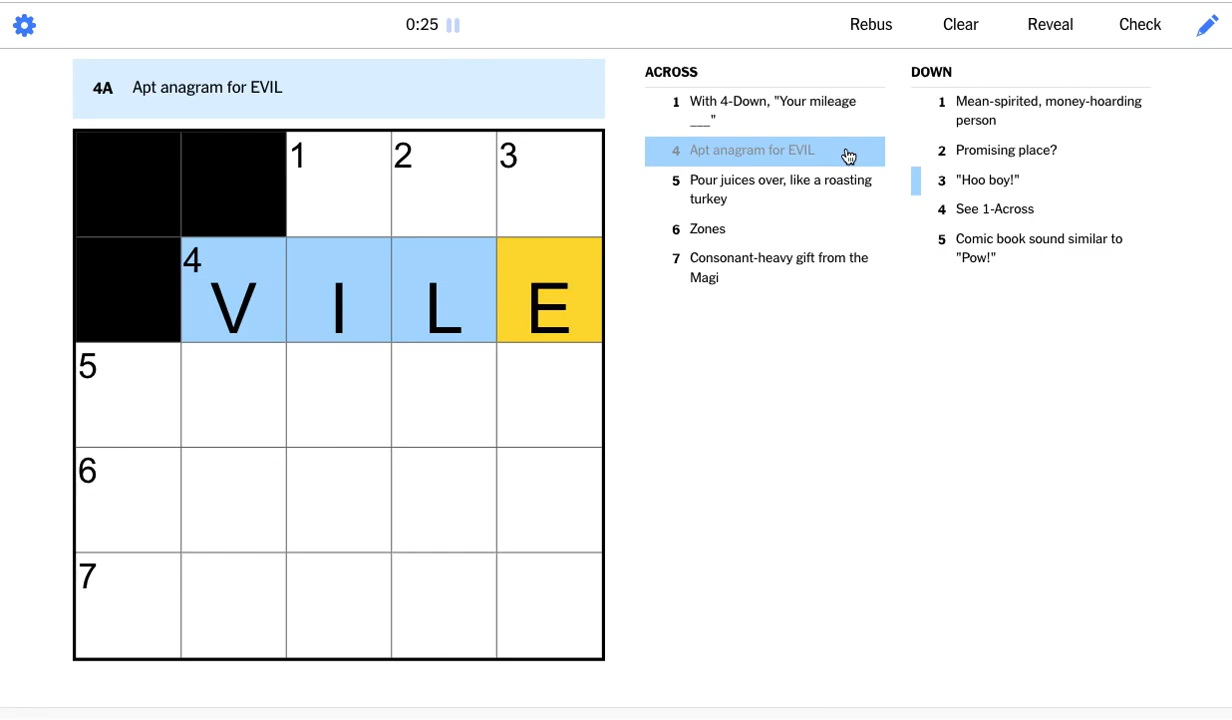 0:25
Rebus Clear Reveal Check
4A Apt anagram for EVIL
1 2 3
4
V I L E
5
6
7
ACROSS
1 With 4-Down, "Your mileage
___"
4 Apt anagram for EVIL
5 Pour juices over, like a roasting
turkey
6 Zones
7 Consonant-heavy gift from the
Magi
DOWN
1 Mean-spirited, money-hoarding
person
2 Promising place?
3 "Hoo boy!"
4 See 1-Across
5 Comic book sound similar to
"Pow!"